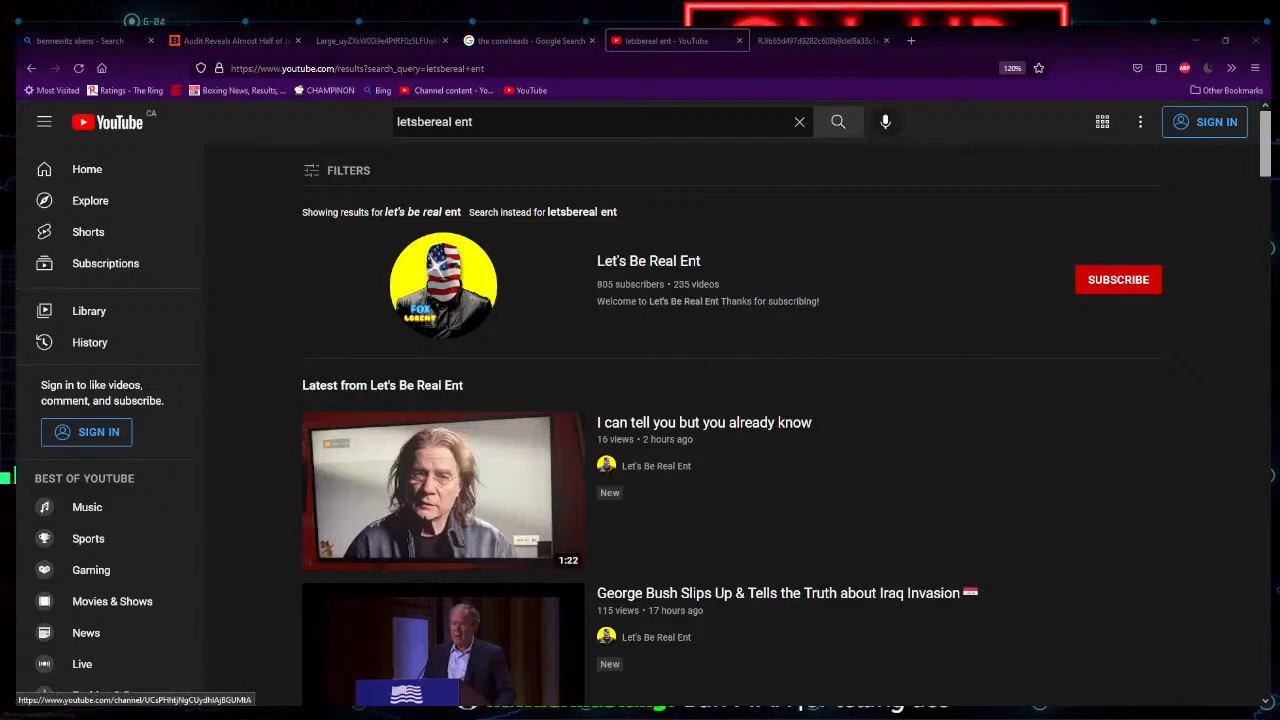 6-24
bennewitz aliens - Search
Audit Reveals Almost Half of J
the coneheads - Google Search
letsbereal ent - YouTube
https://www.youtube.com/results?search_query=letsbereal+ent
120%
Most Visited
Ratings - The Ring
Boxing News, Results, ...
CHAMPINON
Bing
Channel content - Yo...
YouTube
Other Bookmarks
YouTube CA
letsbereal ent
SIGN IN
Home
Explore
Shorts
Subscriptions
Library
History
Sign in to like videos,
comment, and subscribe.
SIGN IN
BEST OF YOUTUBE
Music
Sports
Gaming
Movies & Shows
News
Live
FILTERS
Showing results for let's be real ent Search instead for letsbereal ent
FOX
Let's Be Real Ent
805 subscribers • 235 videos
Welcome to Let's Be Real Ent Thanks for subscribing!
SUBSCRIBE
Latest from Let's Be Real Ent
1:22
I can tell you but you already know
16 views • 2 hours ago
Let's Be Real Ent
New
George Bush Slips Up & Tells the Truth about Iraq Invasion
115 views • 17 hours ago
Let's Be Real Ent
New